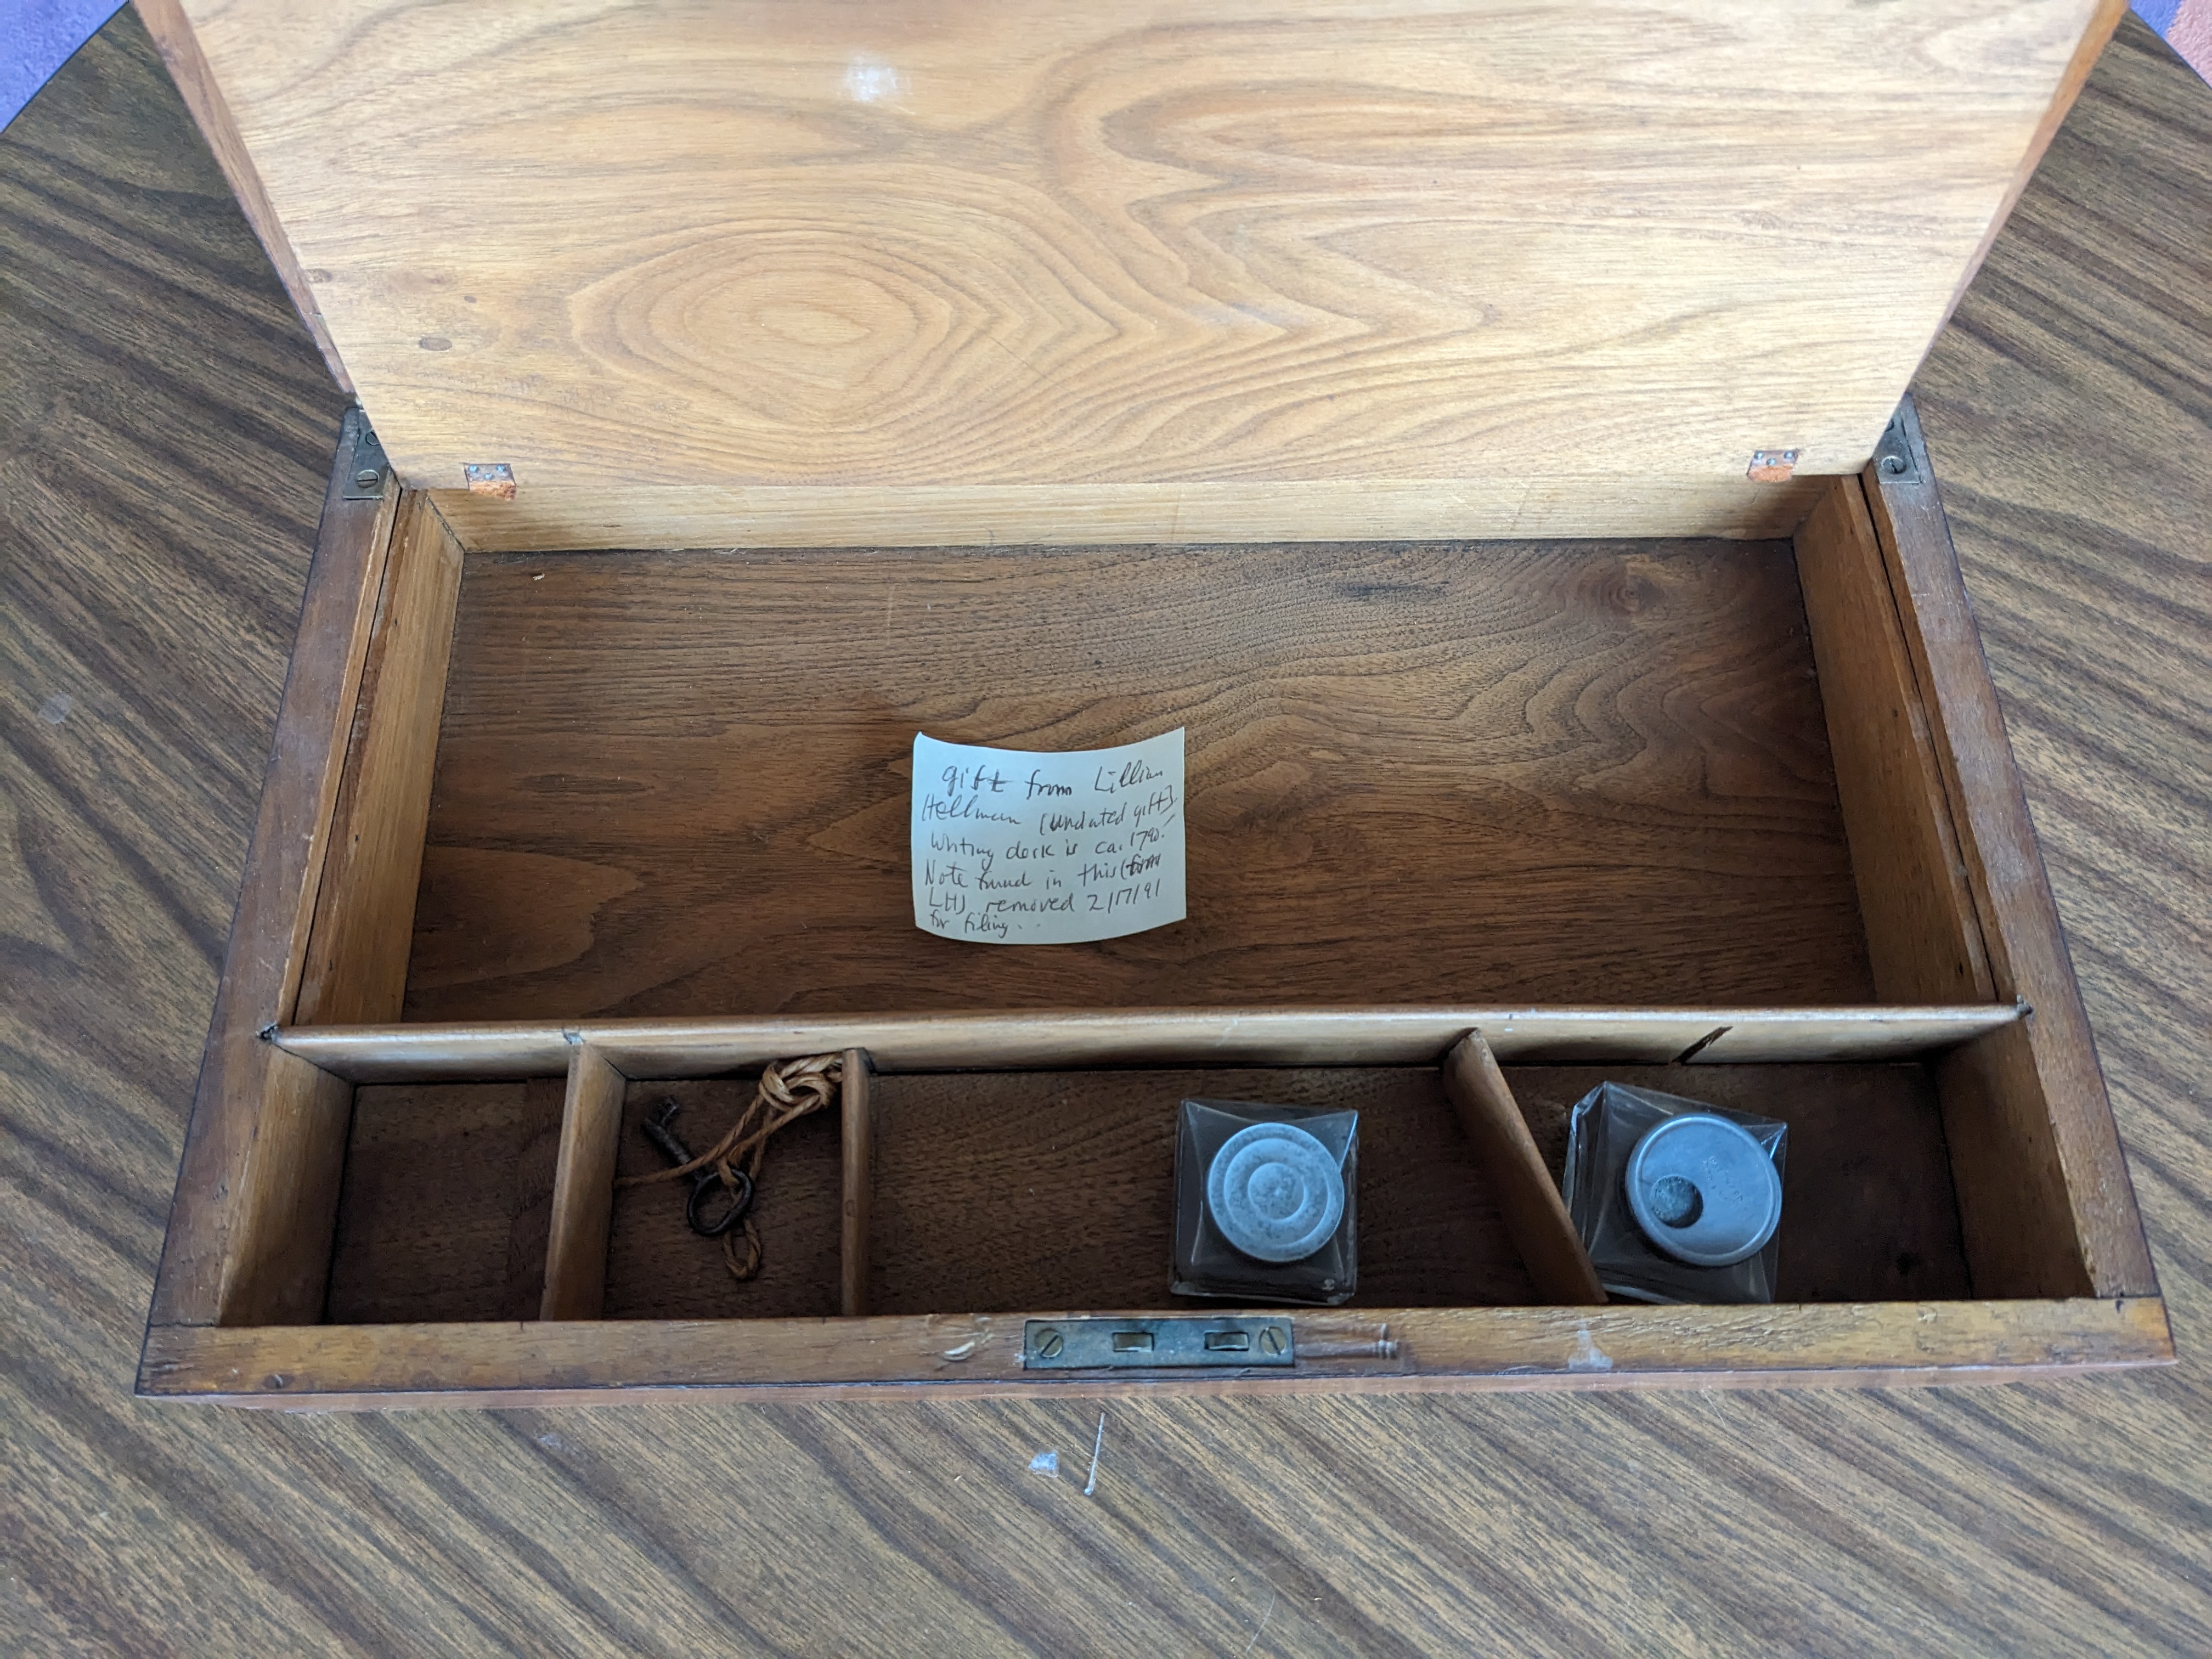 gift from Lillian
Hellman (undated gift).
Writing desk is ca. 1790.
Note found in this (from
LH) removed 2/17/91
for filing...